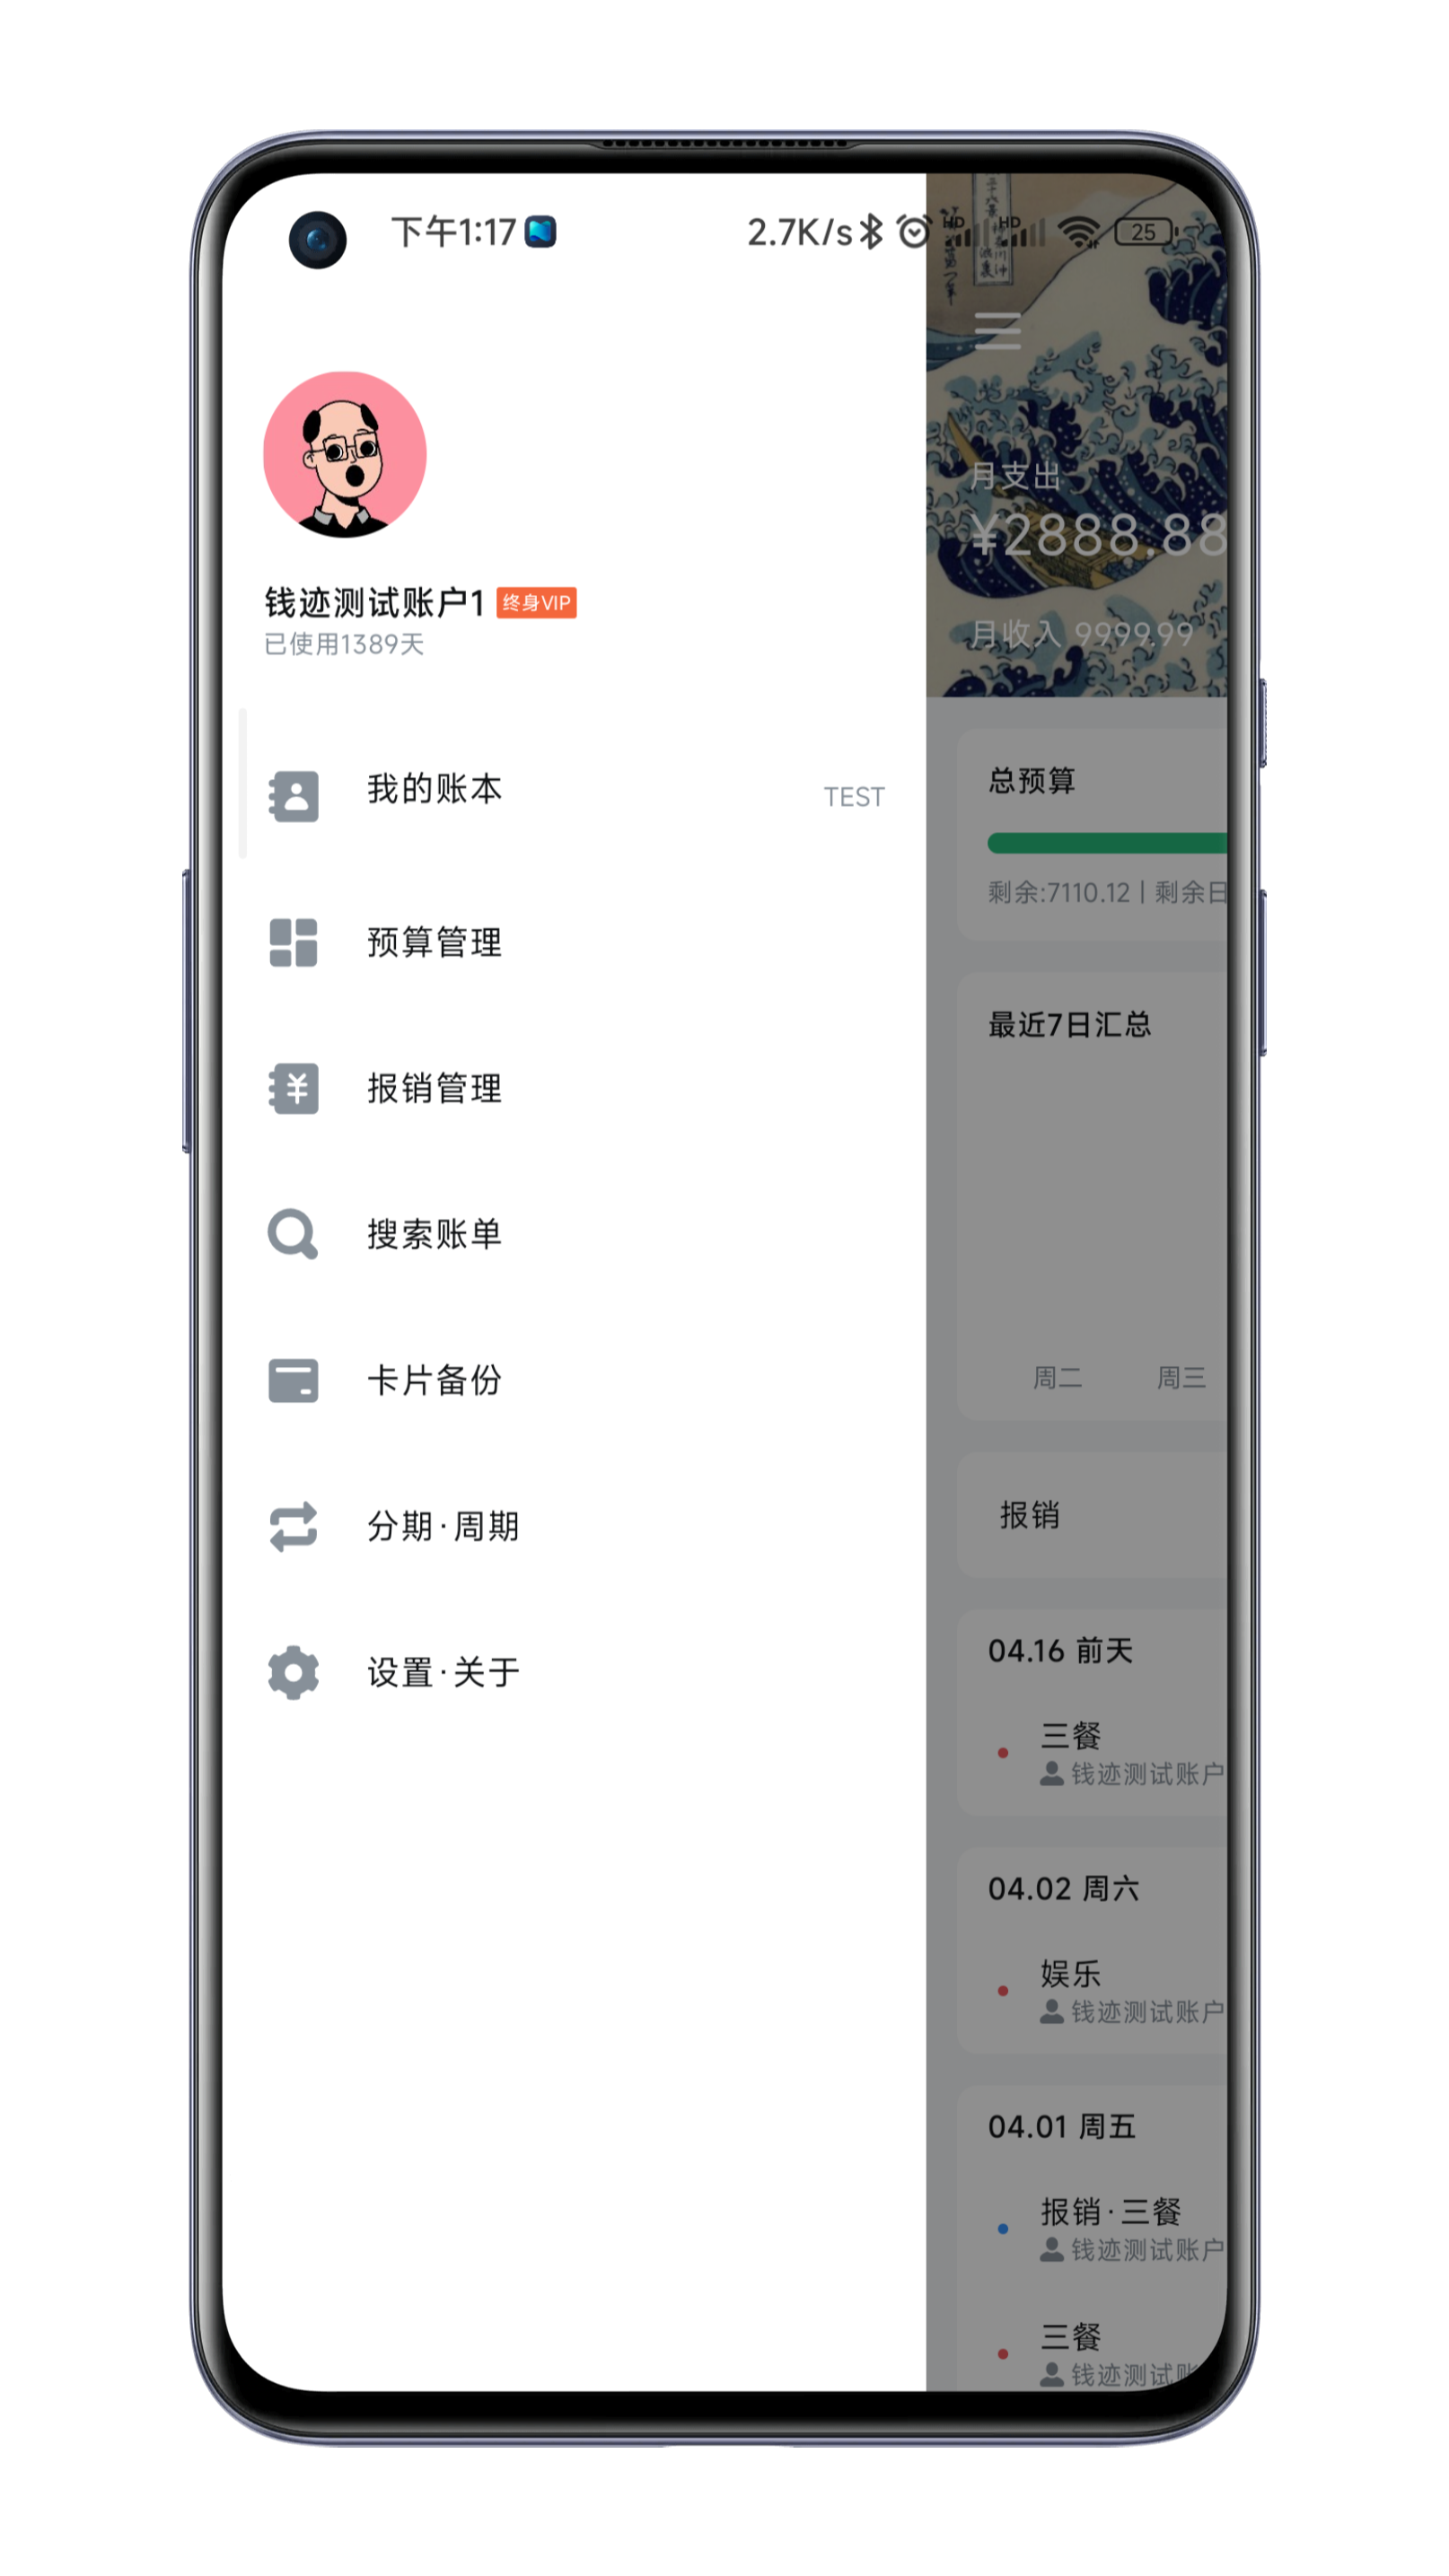 下午1:17
2.7K/s
HD
HD
25
钱迹测试账户1
终身VIP
已使用1389天
我的账本
TEST
预算管理
报销管理
搜索账单
卡片备份
分期·周期
设置·关于
月支出
¥2888.88
月收入 9999.99
总预算
剩余:7110.12 | 剩余日
最近7日汇总
周二
周三
报销
04.16 前天
三餐
钱迹测试账户
04.02 周六
娱乐
钱迹测试账户
04.01 周五
报销·三餐
钱迹测试账户
三餐
钱迹测试账